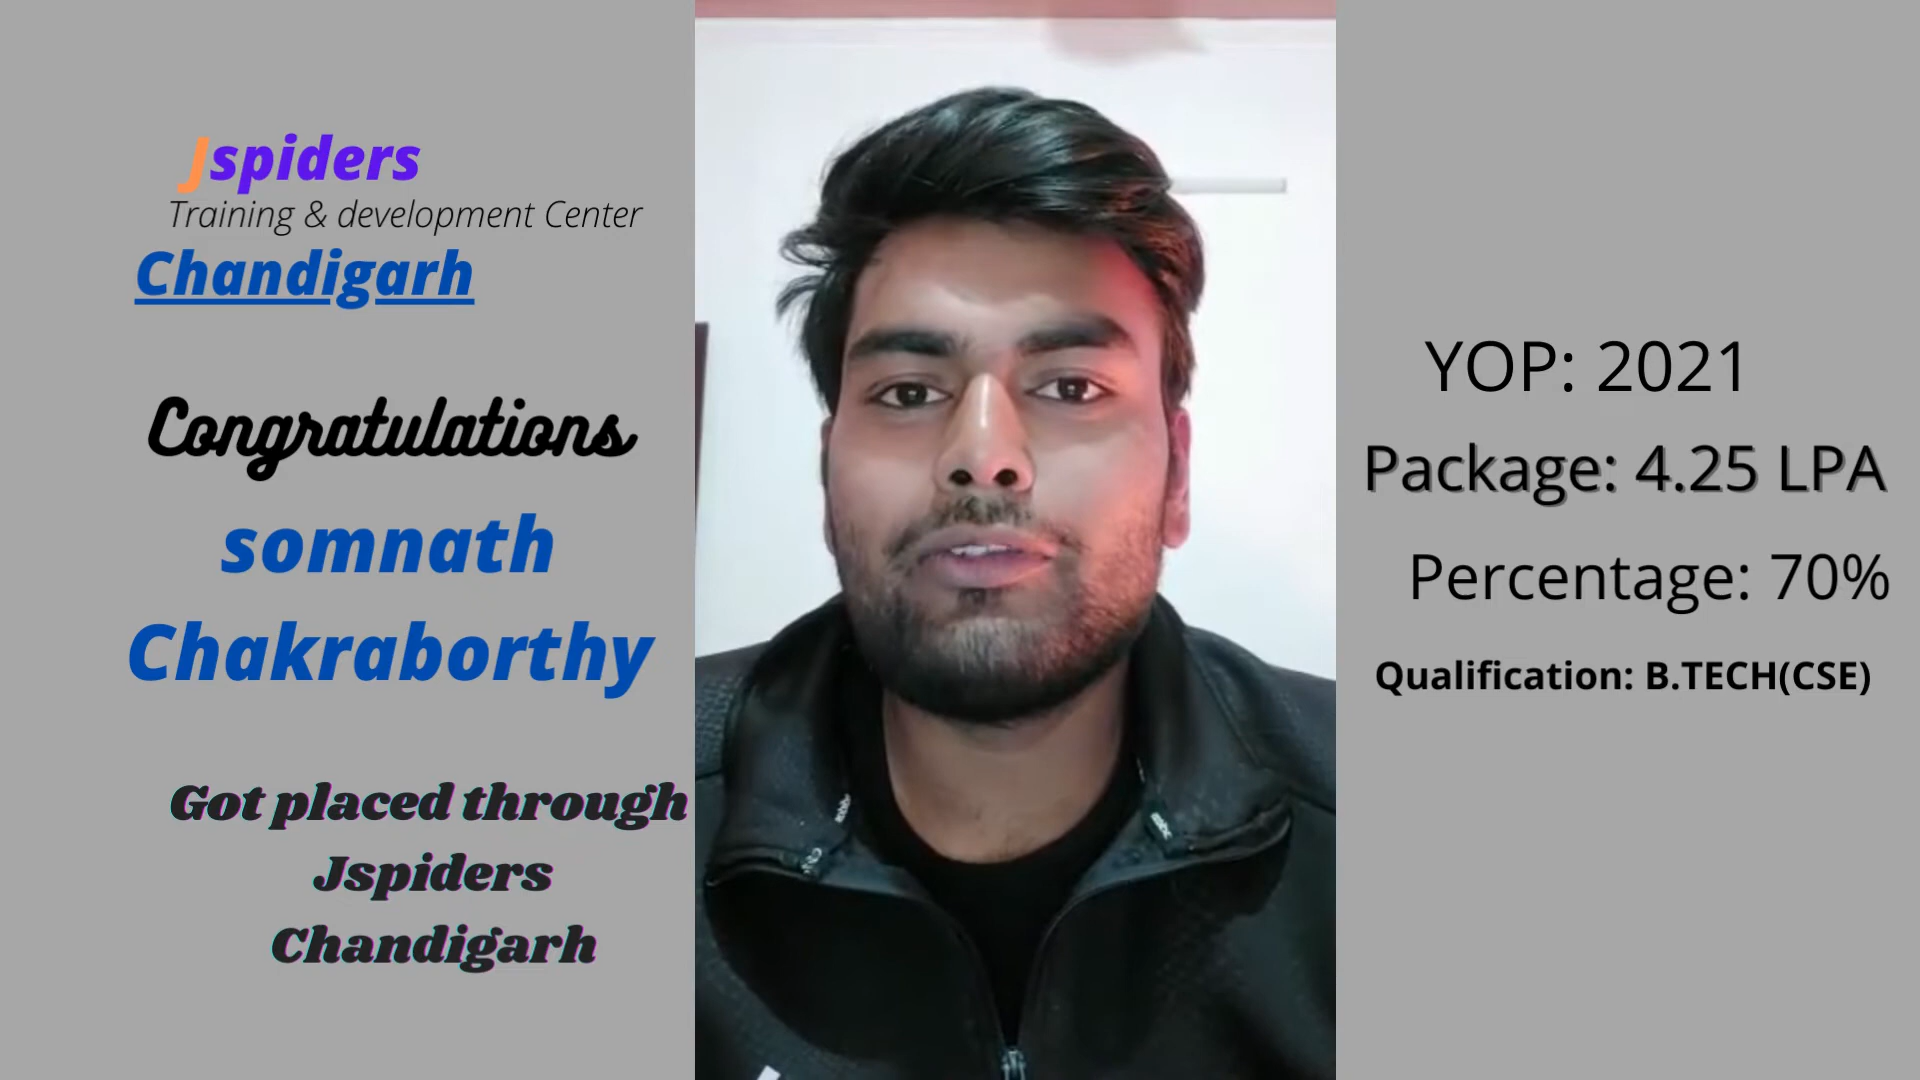 Jspiders
Training & development Center
Chandigarh
Congratulations
somnath
Chakraborthy
Got placed through
Jspiders
Chandigarh
YOP: 2021
Package: 4.25 LPA
Percentage: 70%
Qualification: B.TECH(CSE)